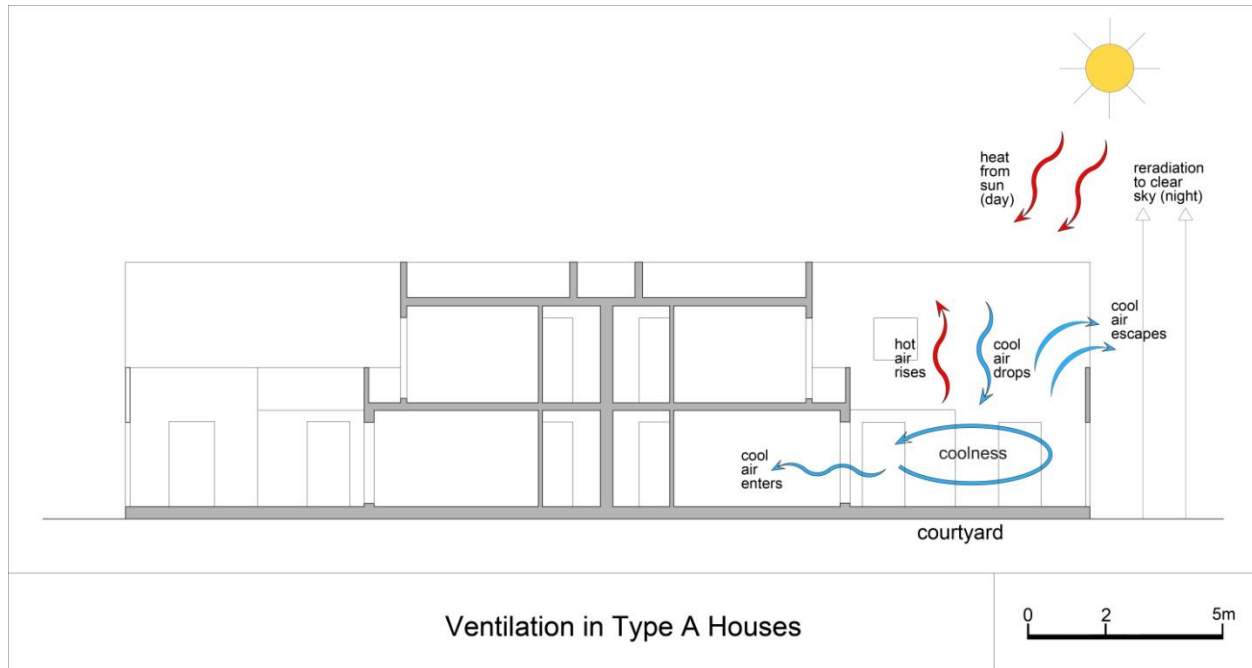 heat
from
sun
(day)
reradiation
to clear
sky (night)
hot
air
rises
cool
air
drops
cool
air
escapes
cool
air
enters
coolness
courtyard
Ventilation in Type A Houses
0 2 5m